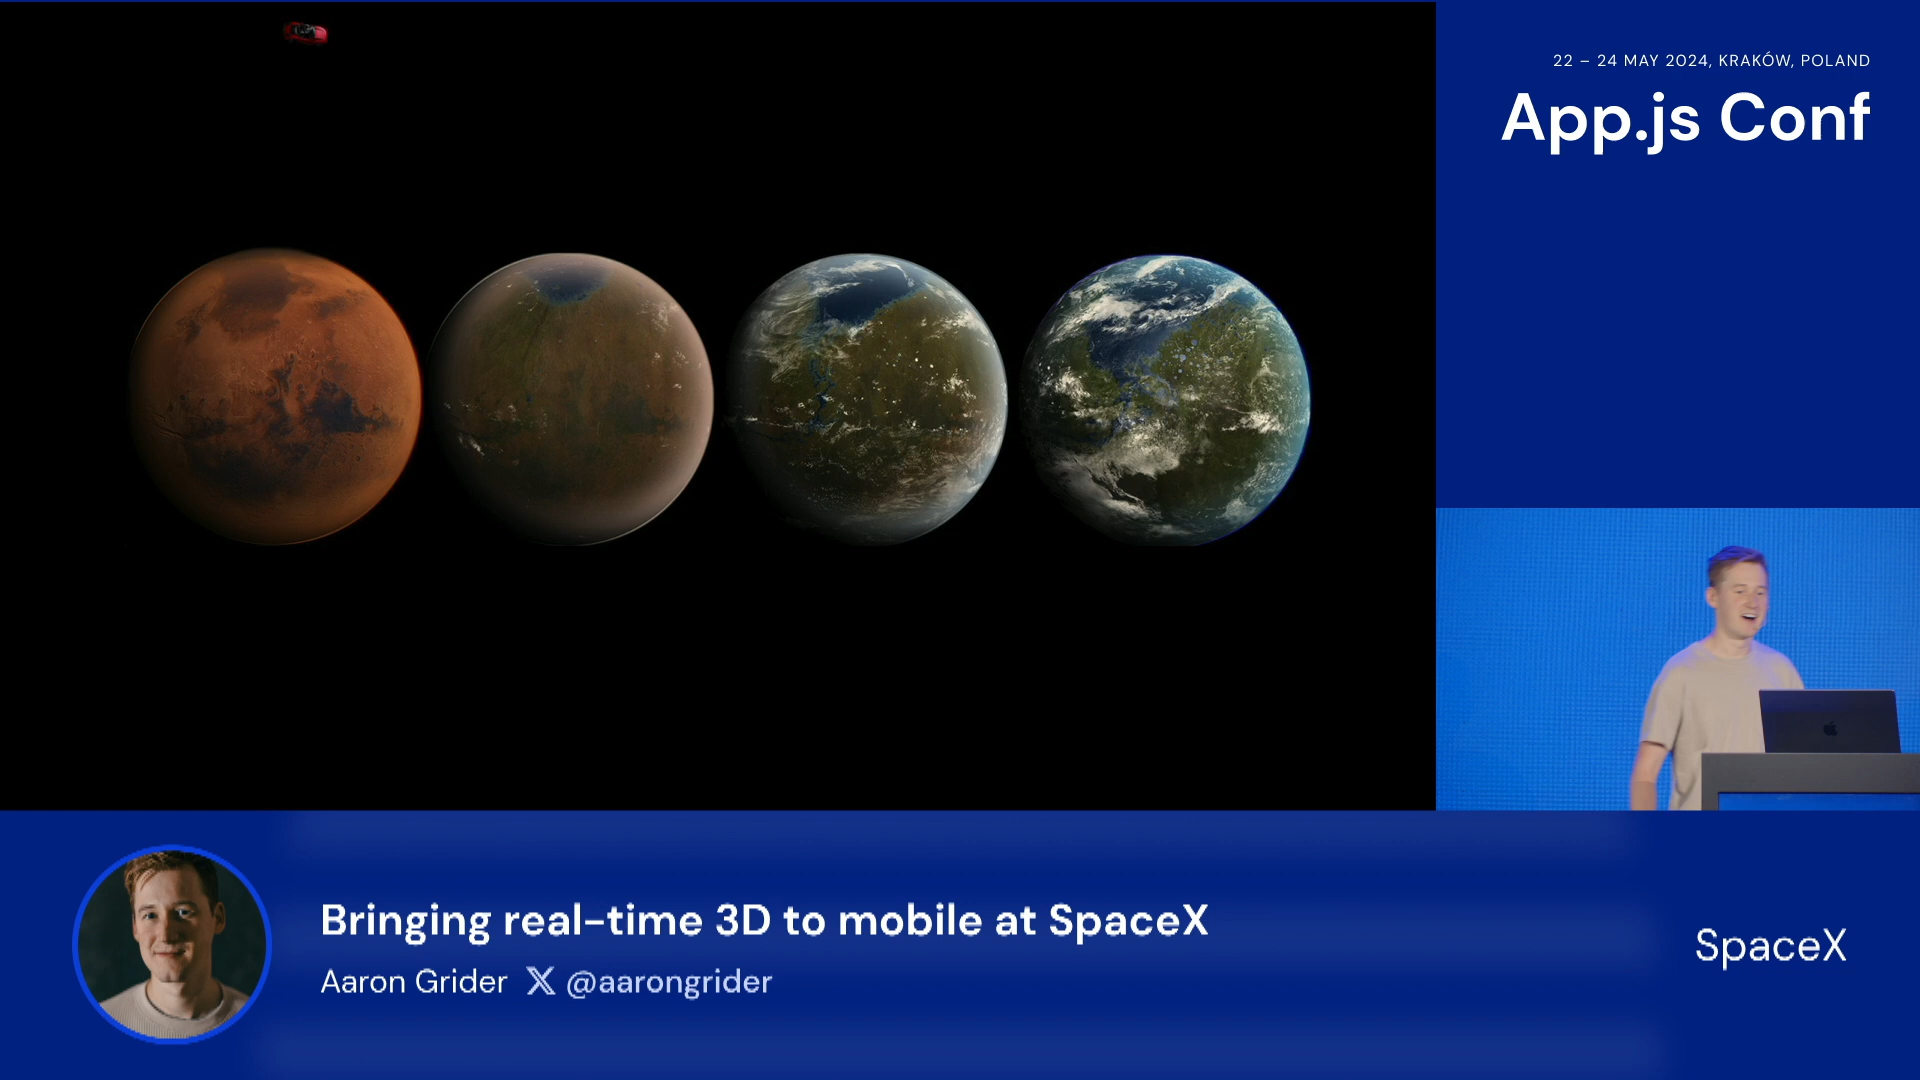 22 – 24 MAY 2024, KRAKÓW, POLAND
App.js Conf
Bringing real-time 3D to mobile at SpaceX
Aaron Grider 𝕏 @aarongrider
SpaceX